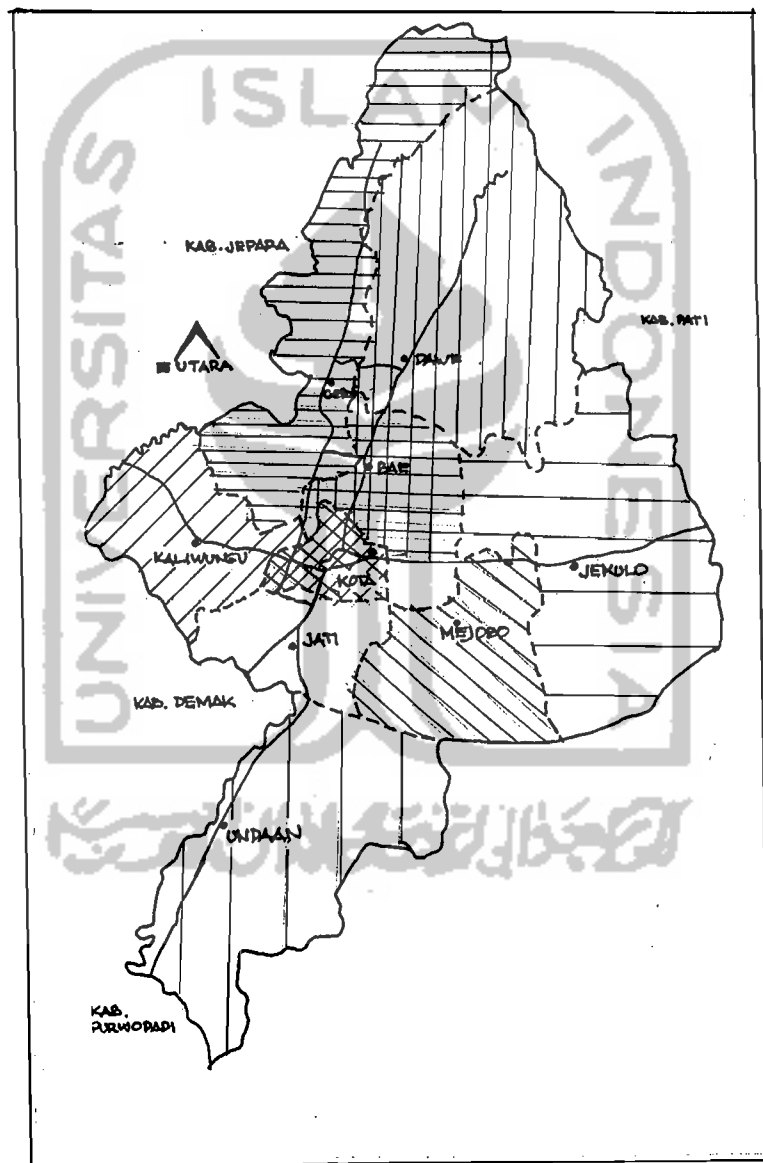 UNIVERSITAS
ISLAM
INDONESIA
KAB. JEPARA
KAB. PATI
UTARA
DAWE
GEBOG
BAE
KALIWUNGU
KOTA
JEKULO
MEJOBO
JATI
KAB. DEMAK
UNDAAN
KAB.
PURWODADI